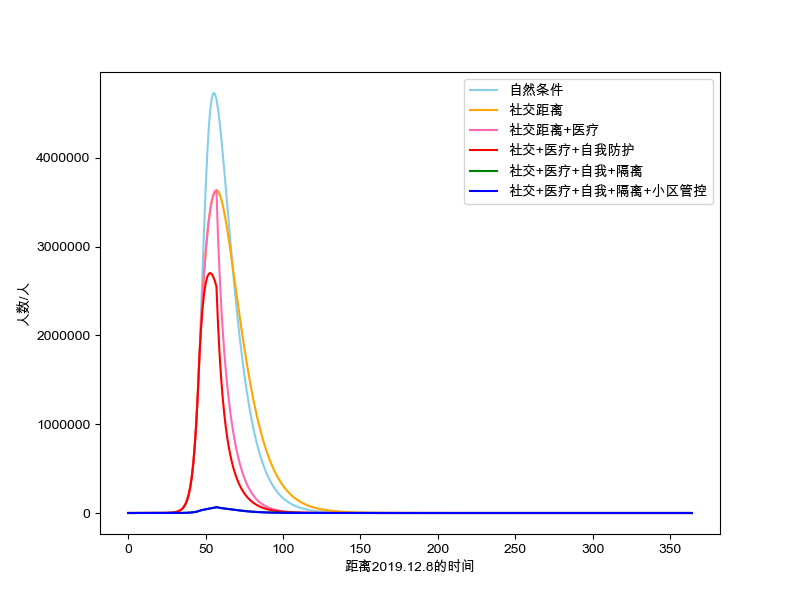 自然条件
社交距离
社交距离+医疗
社交+医疗+自我防护
社交+医疗+自我+隔离
社交+医疗+自我+隔离+小区管控
4000000
3000000
2000000
1000000
0
人数/人
0 50 100 150 200 250 300 350
距离2019.12.8的时间